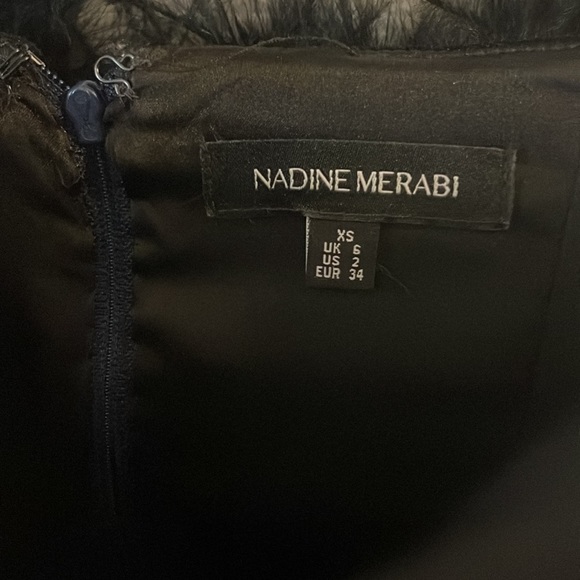 NADINE MERABI
XS
UK 6
US 2
EUR 34